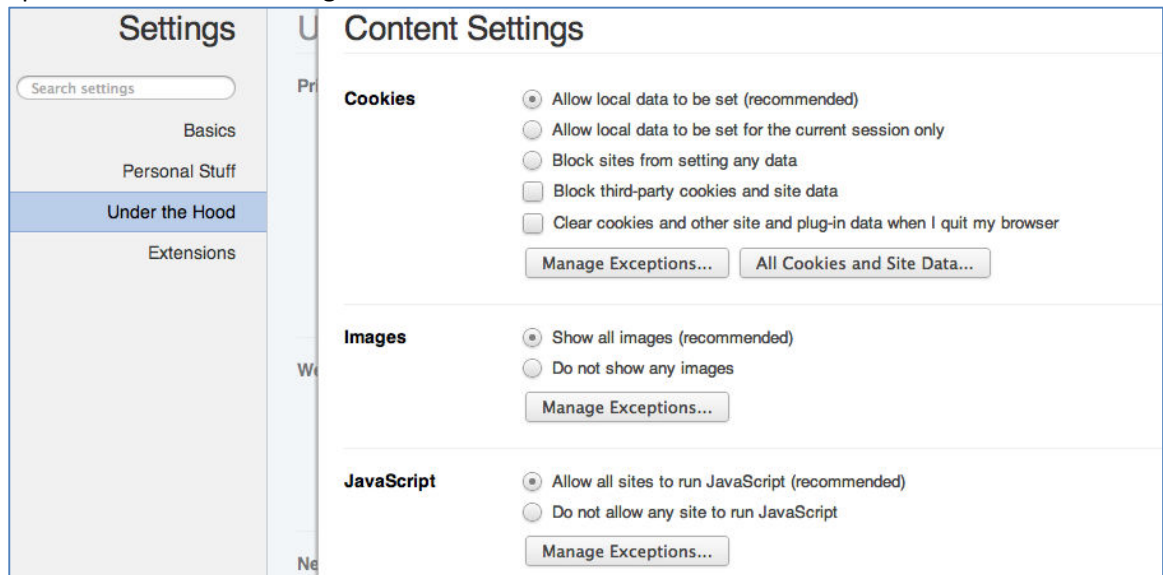 Settings
Search settings
Basics
Personal Stuff
Under the Hood
Extensions
U
Pri
We
Ne
Content Settings
Cookies
Allow local data to be set (recommended)
Allow local data to be set for the current session only
Block sites from setting any data
Block third-party cookies and site data
Clear cookies and other site and plug-in data when I quit my browser
Manage Exceptions... All Cookies and Site Data...
Images
Show all images (recommended)
Do not show any images
Manage Exceptions...
JavaScript
Allow all sites to run JavaScript (recommended)
Do not allow any site to run JavaScript
Manage Exceptions...